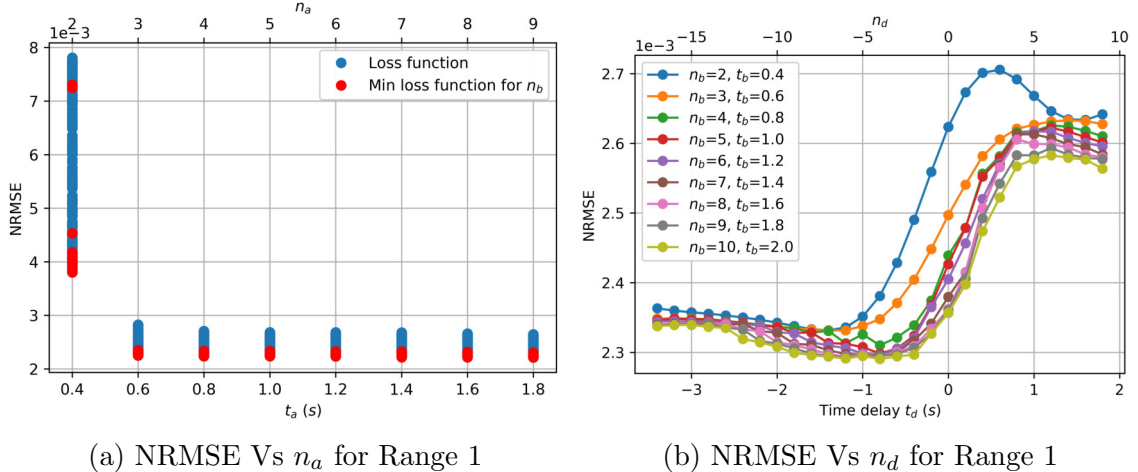 n_a
2 3 4 5 6 7 8 9
1e−3
8
7
6
5
4
3
2
NRMSE
Loss function
Min loss function for n_b
0.4 0.6 0.8 1.0 1.2 1.4 1.6 1.8
t_a (s)
(a) NRMSE Vs n_a for Range 1
n_d
−15 −10 −5 0 5 10
1e−3
2.7
2.6
2.5
2.4
2.3
NRMSE
n_b=2, t_b=0.4
n_b=3, t_b=0.6
n_b=4, t_b=0.8
n_b=5, t_b=1.0
n_b=6, t_b=1.2
n_b=7, t_b=1.4
n_b=8, t_b=1.6
n_b=9, t_b=1.8
n_b=10, t_b=2.0
−3 −2 −1 0 1 2
Time delay t_d (s)
(b) NRMSE Vs n_d for Range 1